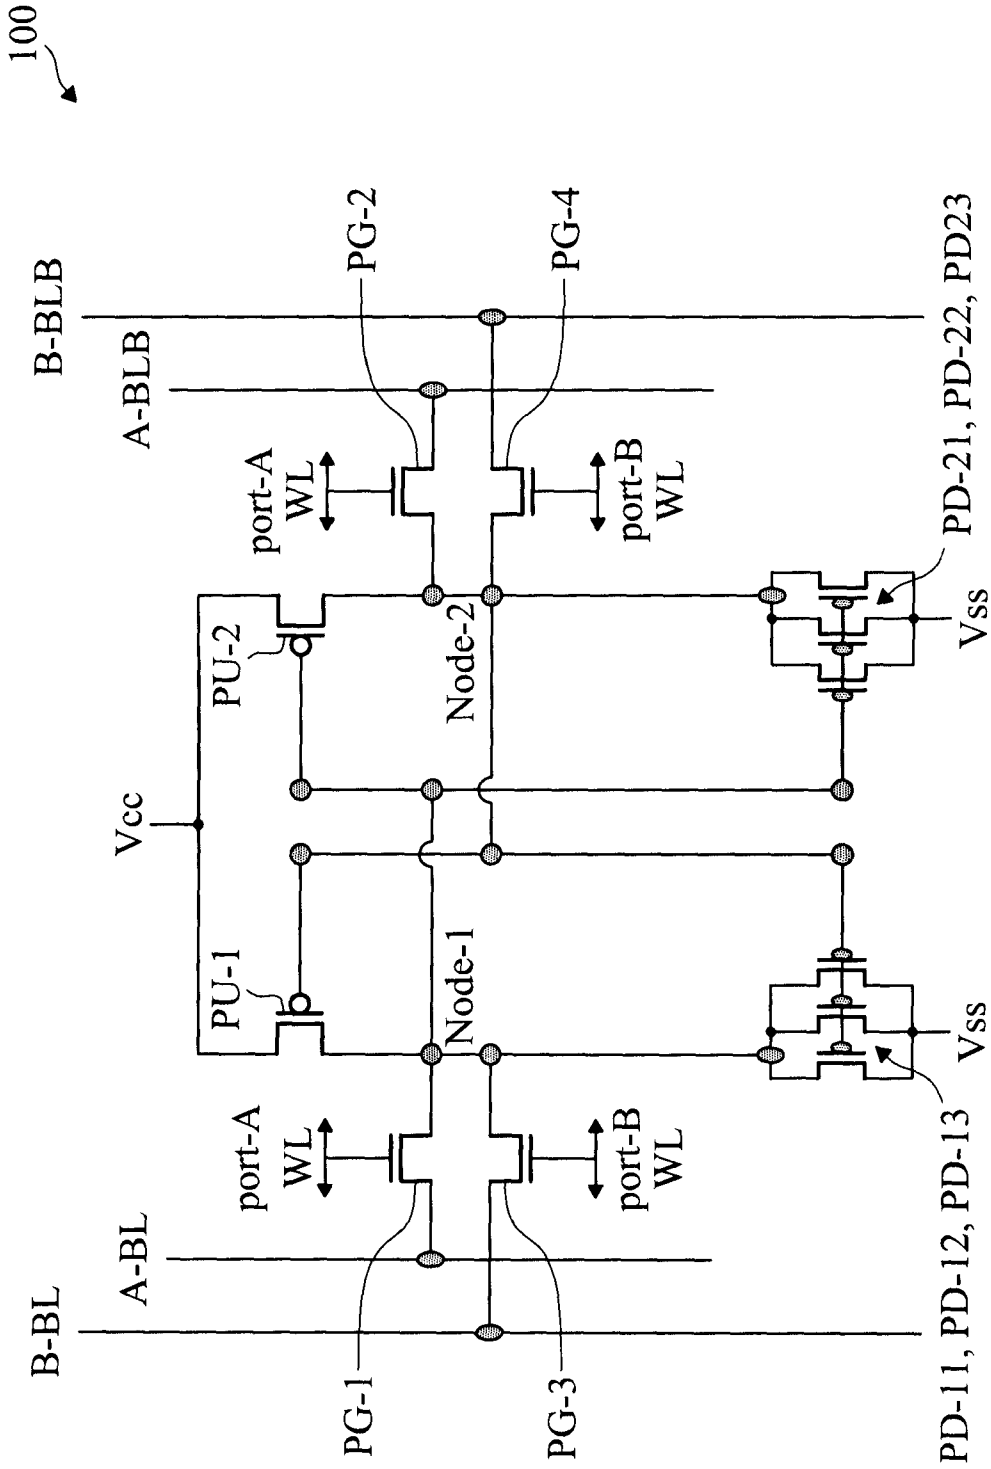 100
B-BL
A-BL
Vcc
A-BLB
B-BLB
PU-1
PU-2
port-A
WL
port-A
WL
PG-1
PG-2
Node-1
Node-2
PG-3
PG-4
port-B
WL
port-B
WL
Vss
Vss
PD-11, PD-12, PD-13
PD-21, PD-22, PD23